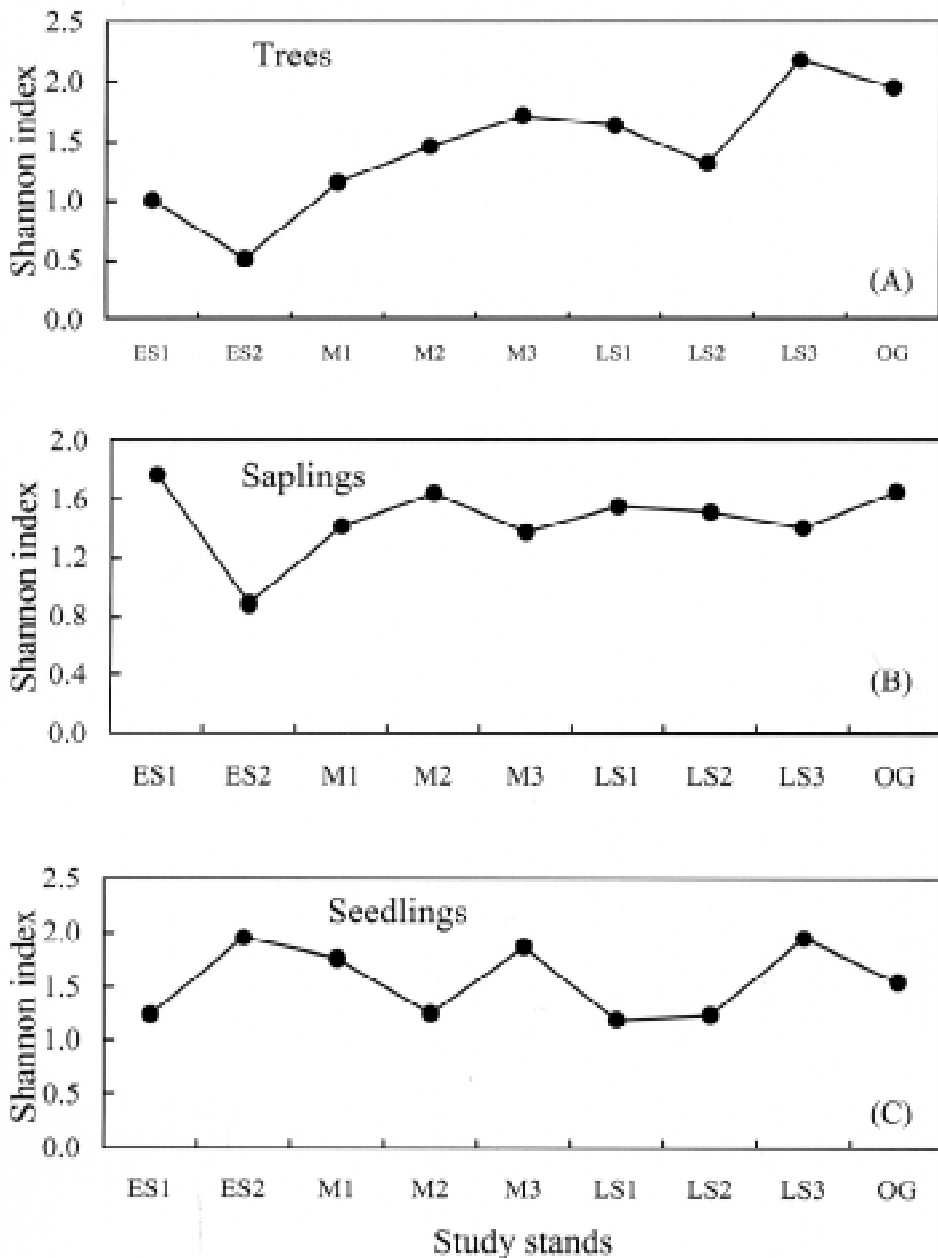 Trees
Shannon index
2.5
2.0
1.5
1.0
0.5
0.0
(A)
ES1 ES2 M1 M2 M3 LS1 LS2 LS3 OG
Saplings
Shannon index
2.0
1.6
1.2
0.8
0.4
0.0
(B)
ES1 ES2 M1 M2 M3 LS1 LS2 LS3 OG
Seedlings
Shannon index
2.5
2.0
1.5
1.0
0.5
0.0
(C)
ES1 ES2 M1 M2 M3 LS1 LS2 LS3 OG
Study stands